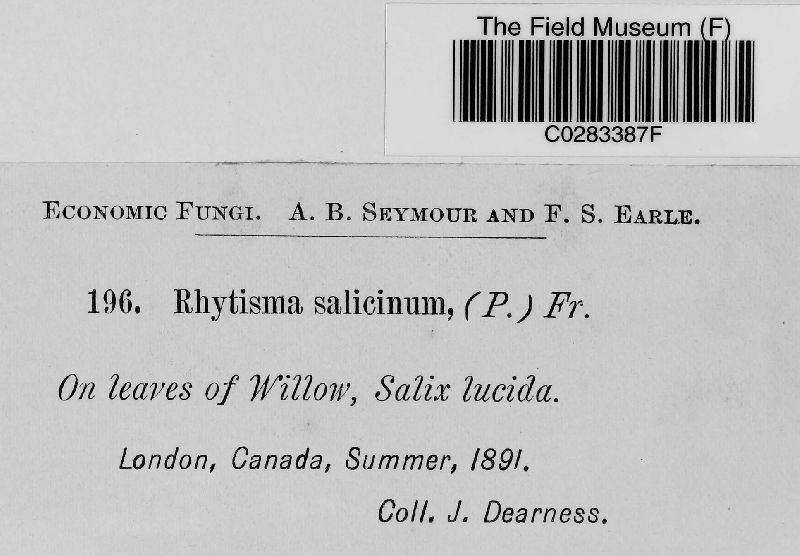 The Field Museum (F)
C0283387F
Economic Fungi. A. B. Seymour and F. S. Earle.
196. Rhytisma salicinum, (P.) Fr.
On leaves of Willow, Salix lucida.
London, Canada, Summer, 1891.
Coll. J. Dearness.